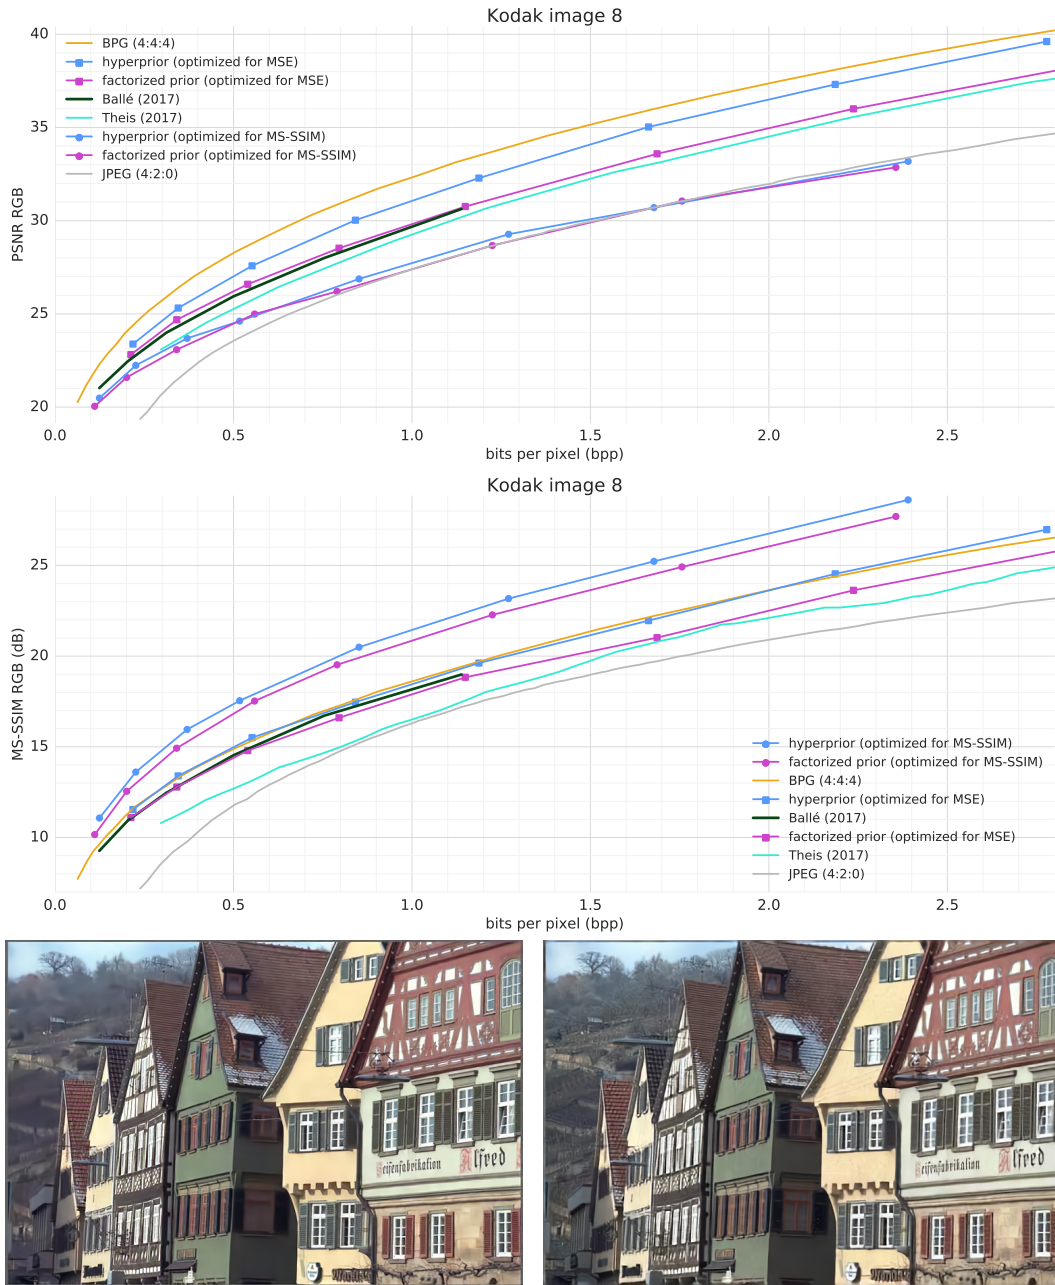 Kodak image 8
40
35
30
25
20
PSNR RGB
BPG (4:4:4)
hyperprior (optimized for MSE)
factorized prior (optimized for MSE)
Ballé (2017)
Theis (2017)
hyperprior (optimized for MS-SSIM)
factorized prior (optimized for MS-SSIM)
JPEG (4:2:0)
0.0 0.5 1.0 1.5 2.0 2.5
bits per pixel (bpp)
Kodak image 8
25
20
15
10
MS-SSIM RGB (dB)
hyperprior (optimized for MS-SSIM)
factorized prior (optimized for MS-SSIM)
BPG (4:4:4)
hyperprior (optimized for MSE)
Ballé (2017)
factorized prior (optimized for MSE)
Theis (2017)
JPEG (4:2:0)
0.0 0.5 1.0 1.5 2.0 2.5
bits per pixel (bpp)
Seifenfabrikation Alfred
Seifenfabrikation Alfred